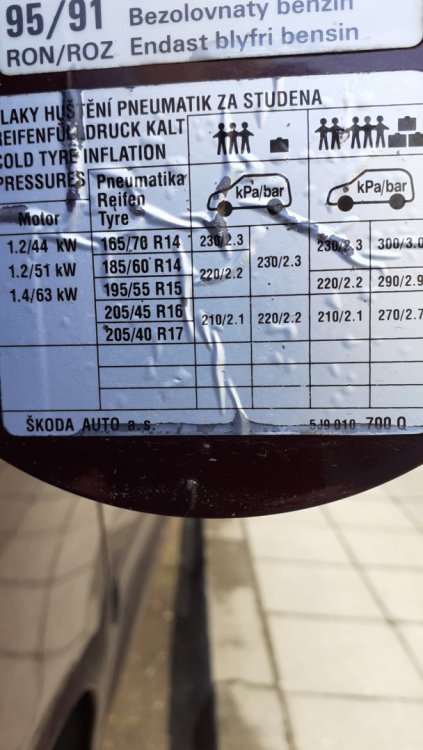 95/91 Bezolovnatý benzin
RON/ROZ Endast blyfri bensin
LAKY HUŠTĚNÍ PNEUMATIK ZA STUDENA
REIFENFÜLLDRUCK KALT
COLD TYRE INFLATION
PRESSURES Pneumatika
Reifen
Tyre
kPa/bar kPa/bar
Motor
1.2/44 kW 165/70 R14 230/2.3 230/2.3 300/3.0
1.2/51 kW 185/60 R14 220/2.2 230/2.3
1.4/63 kW 195/55 R15 220/2.2 290/2.9
205/45 R16 210/2.1 220/2.2 210/2.1 270/2.7
205/40 R17
ŠKODA AUTO a.s. 5J9 010 700 Q